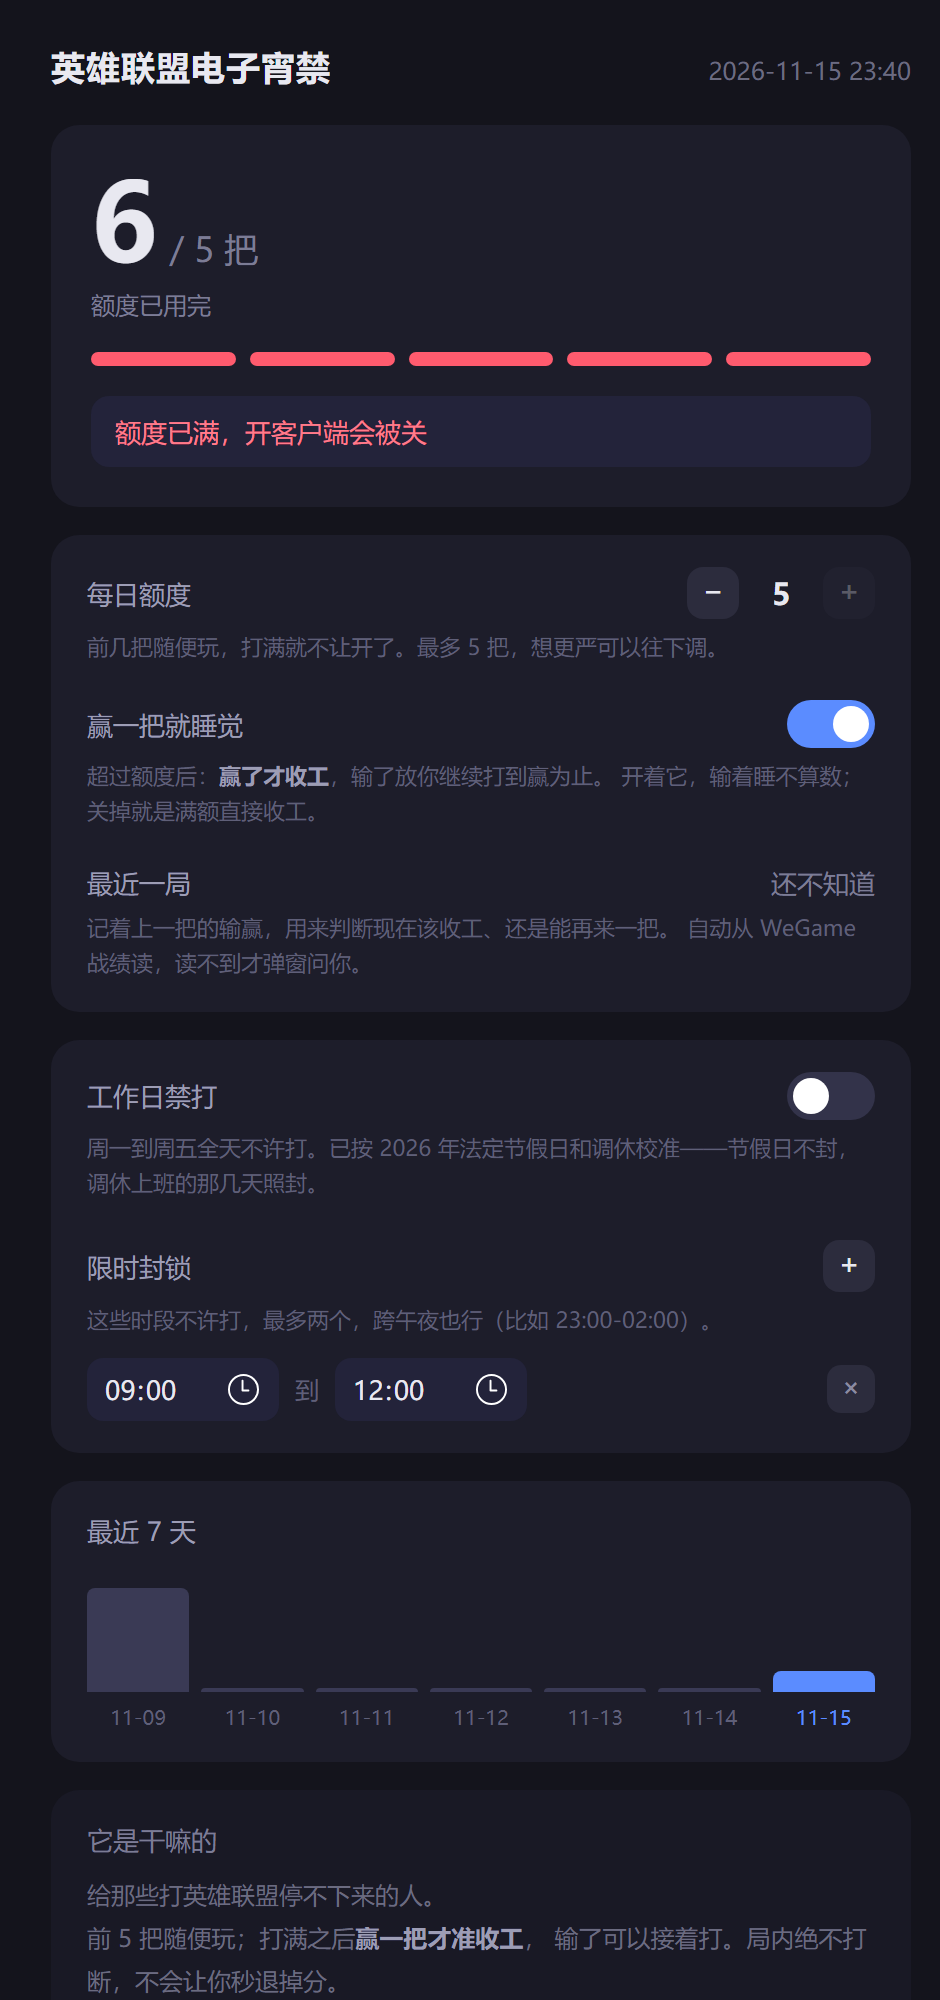 英雄联盟电子宵禁
2026-11-15 23:40
6 / 5 把
额度已用完
额度已满，开客户端会被关
每日额度
− 5 +
前几把随便玩，打满就不让开了。最多 5 把，想更严可以往下调。
赢一把就睡觉
超过额度后：赢了才收工，输了放你继续打到赢为止。 开着它，输着睡不算数；
关掉就是满额直接收工。
最近一局
还不知道
记着上一把的输赢，用来判断现在该收工、还是能再来一把。 自动从 WeGame
战绩读，读不到才弹窗问你。
工作日禁打
周一到周五全天不许打。已按 2026 年法定节假日和调休校准——节假日不封，
调休上班的那几天照封。
限时封锁
+
这些时段不许打，最多两个，跨午夜也行（比如 23:00-02:00）。
09:00 到 12:00 ×
最近 7 天
11-09 11-10 11-11 11-12 11-13 11-14 11-15
它是干嘛的
给那些打英雄联盟停不下来的人。
前 5 把随便玩；打满之后赢一把才准收工， 输了可以接着打。局内绝不打
断，不会让你秒退掉分。